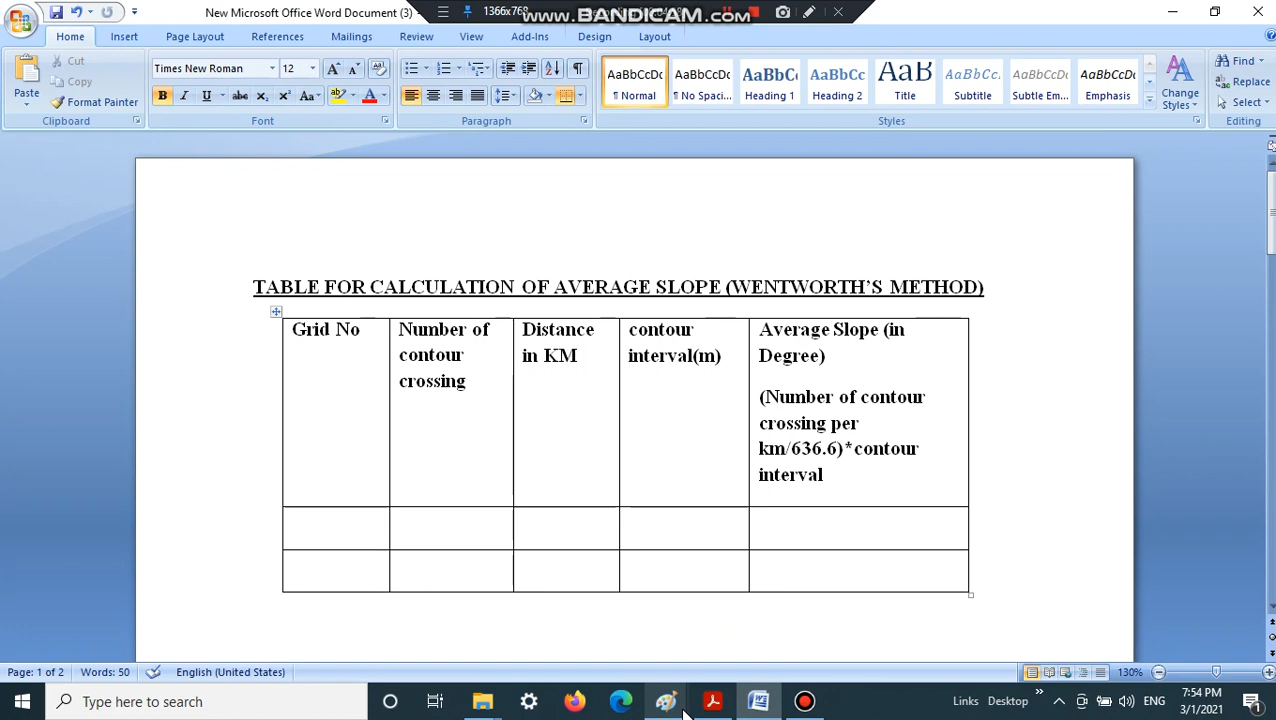 New Microsoft Word Document (3)
1366x768
www.BANDICAM.com
Home Insert Page Layout References Mailings Review View Add-Ins Design Layout
Paste
Cut
Copy
Format Painter
Clipboard
Times New Roman 12
Font
Paragraph
AaBbCcDc AaBbCcDc AaBbC AaBbCc AaB AaBbCc. AaBbCcDc AaBbCcDc
¶ Normal ¶ No Spaci... Heading 1 Heading 2 Title Subtitle Subtle Em... Emphasis
Styles
Change
Styles
Find
Replace
Select
Editing
TABLE FOR CALCULATION OF AVERAGE SLOPE (WENTWORTH'S METHOD)
Grid No
Number of
contour
crossing
Distance
in KM
contour
interval(m)
Average Slope (in
Degree)
(Number of contour
crossing per
km/636.6)*contour
interval
Page: 1 of 2 Words: 50 English (United States) 130%
Type here to search
Links Desktop
ENG
7:54 PM
3/1/2021